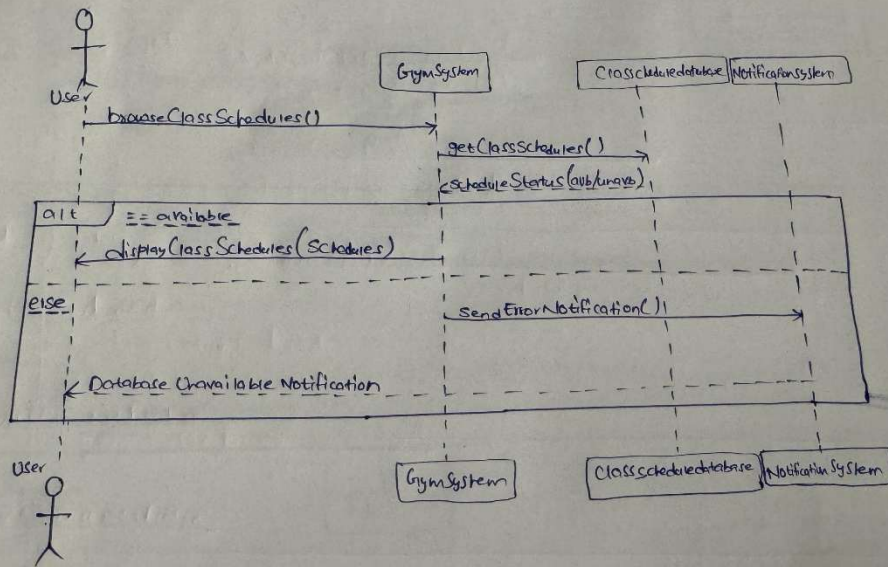 User
GymSystem
Classcheduledatabase
NotificationSystem
browseClassSchedules()
getClassSchedules()
scheduleStatus(avb/unavb)
alt
== available
displayClassSchedules(Schedules)
else
sendErrorNotification()
Database Unavailable Notification
User
GymSystem
Classscheduledatabase
NotificationSystem